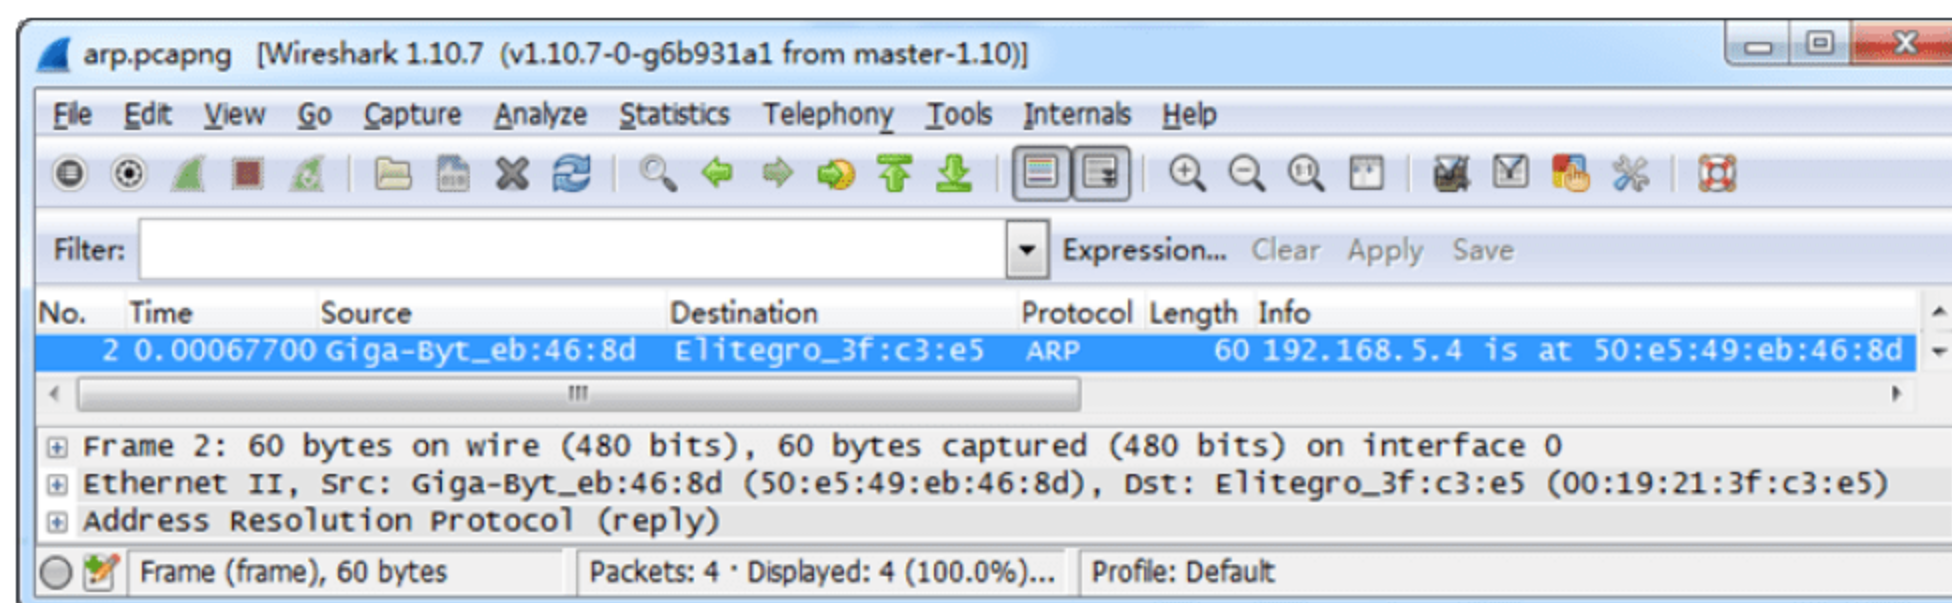 arp.pcapng [Wireshark 1.10.7 (v1.10.7-0-g6b931a1 from master-1.10)]
File Edit View Go Capture Analyze Statistics Telephony Tools Internals Help
Filter: Expression... Clear Apply Save
No. Time Source Destination Protocol Length Info
2 0.00067700 Giga-Byt_eb:46:8d Elitegro_3f:c3:e5 ARP 60 192.168.5.4 is at 50:e5:49:eb:46:8d
Frame 2: 60 bytes on wire (480 bits), 60 bytes captured (480 bits) on interface 0
Ethernet II, Src: Giga-Byt_eb:46:8d (50:e5:49:eb:46:8d), Dst: Elitegro_3f:c3:e5 (00:19:21:3f:c3:e5)
Address Resolution Protocol (reply)
Frame (frame), 60 bytes Packets: 4 · Displayed: 4 (100.0%)... Profile: Default